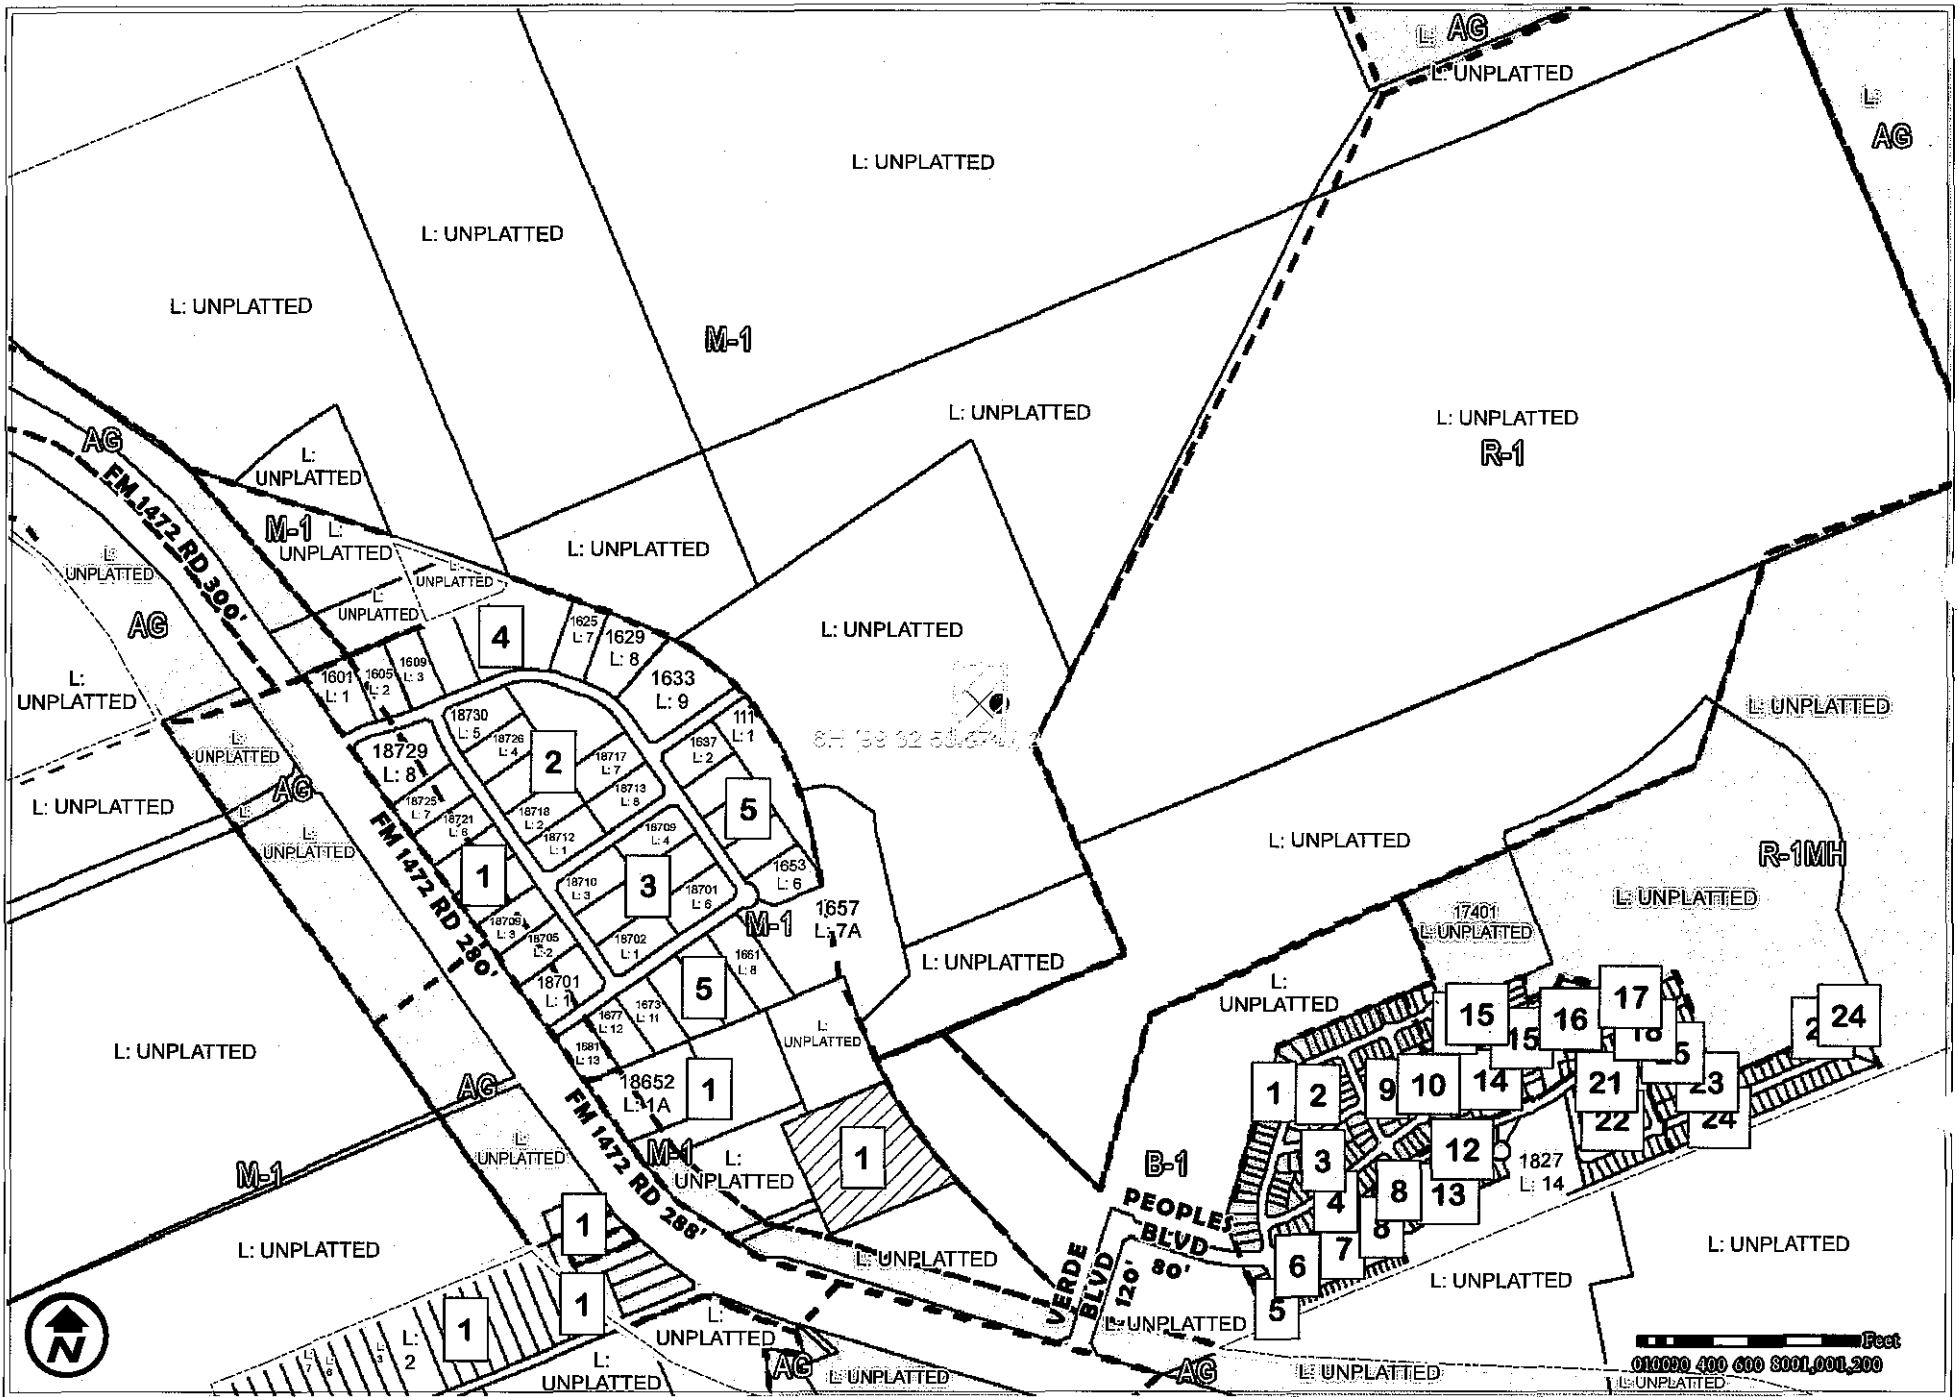 L: AG
L: UNPLATTED
L:
AG
L: UNPLATTED
L: UNPLATTED
L: UNPLATTED
M-1
L: UNPLATTED
L: UNPLATTED
R-1
AG
FM 1472 RD 300'
L:
UNPLATTED
M-1
L:
UNPLATTED
L: UNPLATTED
L:
UNPLATTED
L:
UNPLATTED
L:
UNPLATTED
AG
L:
UNPLATTED
4
1625
L: 7
1629
L: 8
1633
L: 9
L: UNPLATTED
1601
L: 1
1605
L: 2
1609
L: 3
L: UNPLATTED
18730
L: 5
18726
L: 4
2
18717
L: 7
18713
L: 8
1637
L: 2
111
L: 1
18729
L: 8
18725
L: 7
18721
L: 6
18718
L: 2
18712
L: 1
5
L:
UNPLATTED
AG
L: UNPLATTED
L:
L:
UNPLATTED
FM 1472 RD 280'
1
18709
L: 4
18710
L: 3
3
18701
L: 6
1653
L: 6
L: UNPLATTED
R-1MH
L: UNPLATTED
17401
L: UNPLATTED
18709
L: 3
18705
L: 2
18702
L: 1
M-1
1657
L: 7A
1661
L: 8
L: UNPLATTED
18701
L: 1
5
1673
L: 11
1677
L: 12
1681
L: 13
L:
UNPLATTED
L:
UNPLATTED
15
16
17
18
24
L: UNPLATTED
AG
18652
L: 1A
1
1
2
9
10
14
15
21
23
22
24
FM 1472 RD 288'
M-1
L:
UNPLATTED
1
L:
UNPLATTED
M-1
B-1
3
12
1827
L: 14
4
8
13
PEOPLES
BLVD
80'
VERDE
BLVD
120'
1
L: UNPLATTED
L: UNPLATTED
6
7
8
5
L: UNPLATTED
L: UNPLATTED
1
1
L:
2
L: 3
L: 7
L:
UNPLATTED
L:
UNPLATTED
AG
L: UNPLATTED
L: UNPLATTED
AG
L: UNPLATTED
L: UNPLATTED
N
Feet